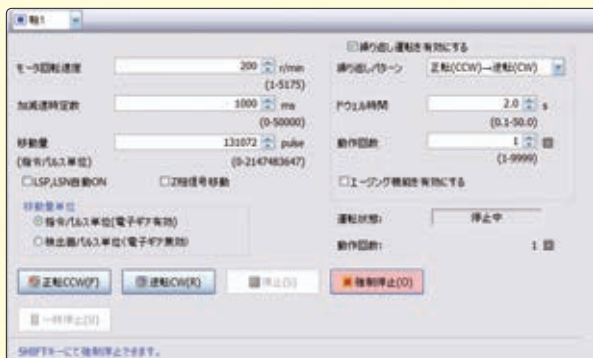 軸1
モータ回転速度
200 r/min
(1-5175)
加減速時定数
1000 ms
(0-50000)
移動量
131072 pulse
(指令パルス単位)
(0-2147483647)
□LSP,LSN自動ON
□Z相信号移動
移動量単位
指令パルス単位(電子ギア有効)
検出器パルス単位(電子ギア無効)
繰り返し運転を有効にする
繰り返しパターン
正転(CCW)→逆転(CW)
ドウェル時間
2.0 s
(0.1-50.0)
動作回数
1 回
(1-9999)
□エージング機能を有効にする
運転状態:
停止中
動作回数:
1 回
正転CCW(F)
逆転CW(R)
停止(S)
強制停止(O)
一時停止(U)
SHIFTキーにて強制停止できます。